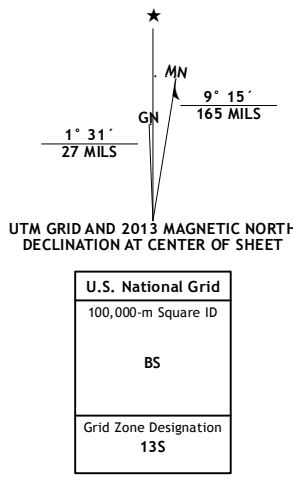 MN
GN
9° 15´
165 MILS
1° 31´
27 MILS
UTM GRID AND 2013 MAGNETIC NORTH
DECLINATION AT CENTER OF SHEET
U.S. National Grid
100,000-m Square ID
BS
Grid Zone Designation
13S